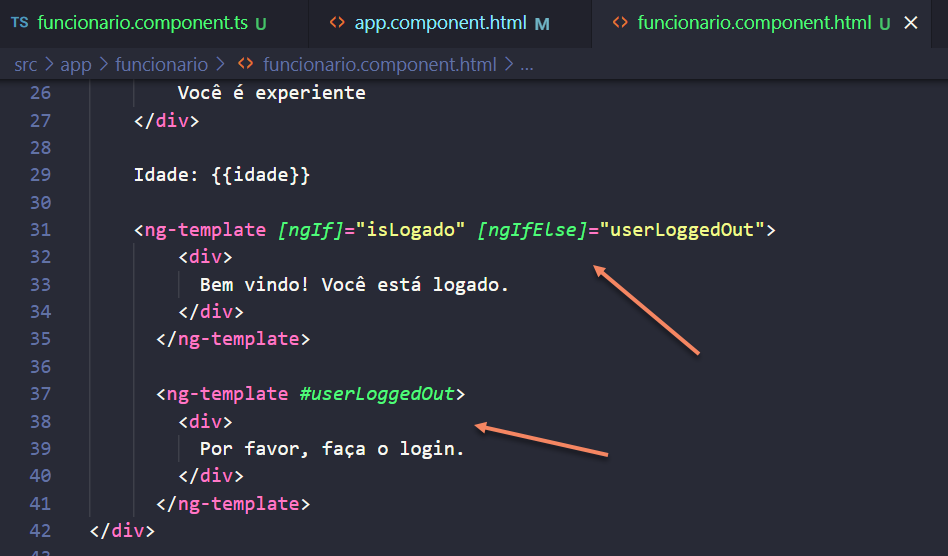 TS funcionario.component.ts U
<> app.component.html M
<> funcionario.component.html U ×
src > app > funcionario > <> funcionario.component.html > ...
26 Você é experiente
27 </div>
28
29 Idade: {{idade}}
30
31 <ng-template [ngIf]="isLogado" [ngIfElse]="userLoggedOut">
32 <div>
33 Bem vindo! Você está logado.
34 </div>
35 </ng-template>
36
37 <ng-template #userLoggedOut>
38 <div>
39 Por favor, faça o login.
40 </div>
41 </ng-template>
42 </div>